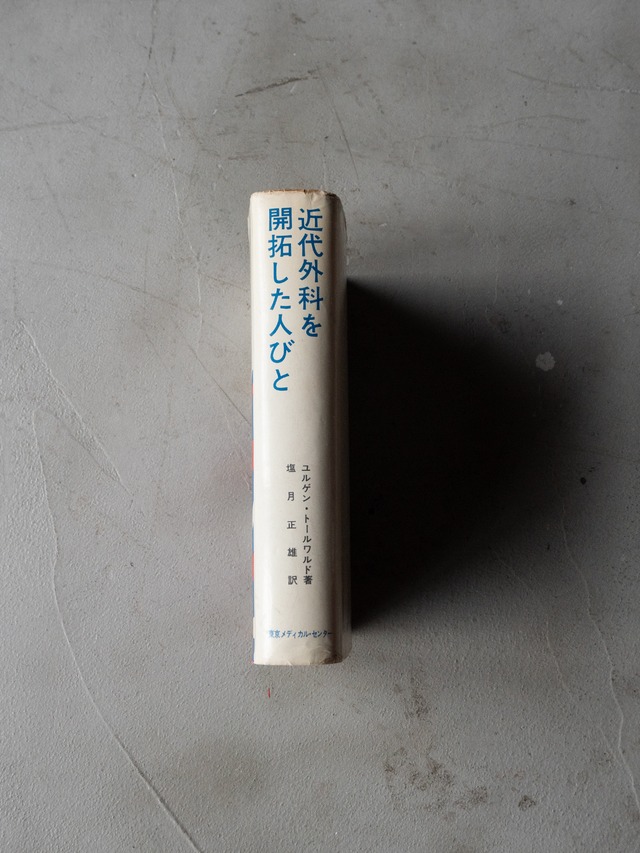 近代外科を
開拓した人びと
ユルゲン・トールワルド著
塩月正雄訳
東京メディカル・センター